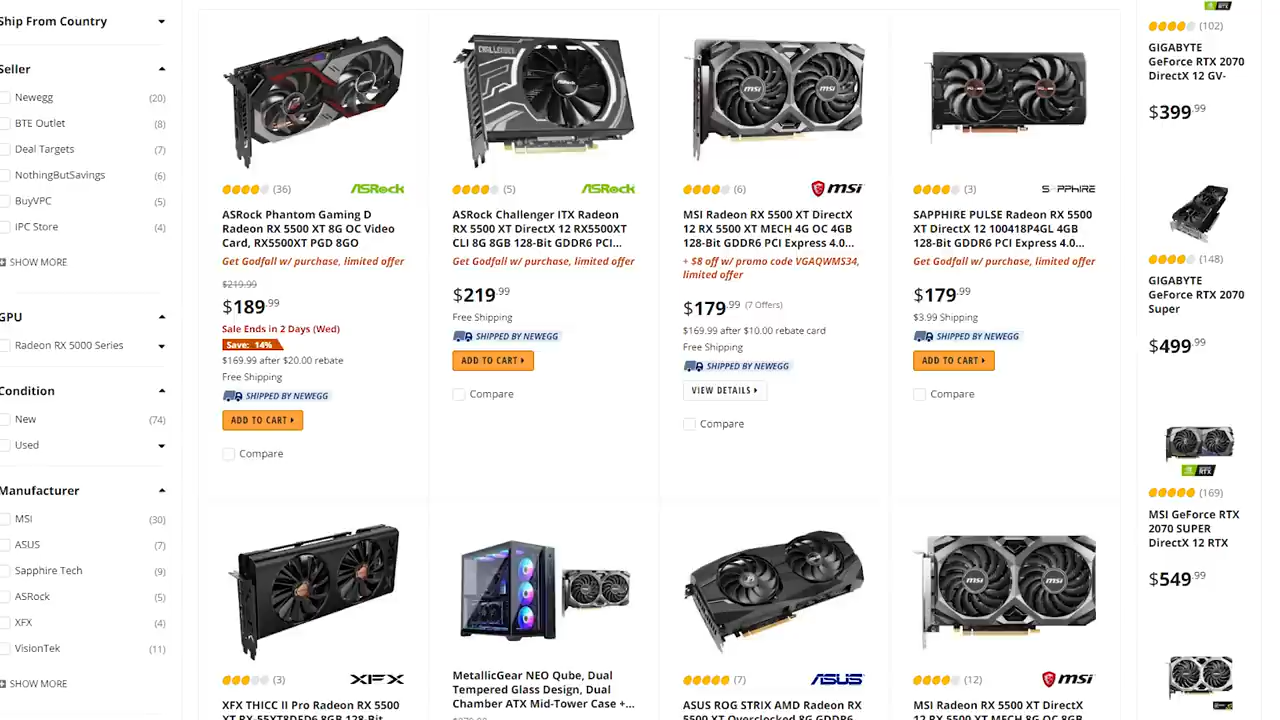 Ship From Country
Seller
Newegg (20)
BTE Outlet (8)
Deal Targets (7)
NothingButSavings (6)
BuyVPC (5)
IPC Store (4)
SHOW MORE
GPU
Radeon RX 5000 Series
Condition
New (74)
Used
Manufacturer
MSI (30)
ASUS (7)
Sapphire Tech (9)
ASRock (5)
XFX (4)
VisionTek (11)
SHOW MORE
(36) ASRock
ASRock Phantom Gaming D
Radeon RX 5500 XT 8G OC Video
Card, RX5500XT PGD 8GO
Get Godfall w/ purchase, limited offer
$219.99
$189.99
Sale Ends in 2 Days (Wed)
Save: 14%
$169.99 after $20.00 rebate
Free Shipping
SHIPPED BY NEWEGG
ADD TO CART
Compare
CHALLENGER
ASRock
(5) ASRock
ASRock Challenger ITX Radeon
RX 5500 XT DirectX 12 RX5500XT
CLI 8G 8GB 128-Bit GDDR6 PCI...
Get Godfall w/ purchase, limited offer
$219.99
Free Shipping
SHIPPED BY NEWEGG
ADD TO CART
Compare
msi msi
(6) msi
MSI Radeon RX 5500 XT DirectX
12 RX 5500 XT MECH 4G OC 4GB
128-Bit GDDR6 PCI Express 4.0...
+ $8 off w/ promo code VGAQWMS34,
limited offer
$179.99 (7 Offers)
$169.99 after $10.00 rebate card
Free Shipping
SHIPPED BY NEWEGG
VIEW DETAILS
Compare
(3) SAPPHIRE
SAPPHIRE PULSE Radeon RX 5500
XT DirectX 12 100418P4GL 4GB
128-Bit GDDR6 PCI Express 4.0...
Get Godfall w/ purchase, limited offer
$179.99
$3.99 Shipping
SHIPPED BY NEWEGG
ADD TO CART
Compare
(3) XFX
XFX THICC II Pro Radeon RX 5500
XT RX-55XT8DFD6 8GB 128-Bit
MetallicGear NEO Qube, Dual
Tempered Glass Design, Dual
Chamber ATX Mid-Tower Case +...
(7) ASUS
ASUS ROG STRIX AMD Radeon RX
5500 XT Overclocked 8G GDDR6
msi msi
(12) msi
MSI Radeon RX 5500 XT DirectX
12 RX 5500 XT MECH 8G OC 8GB
RTX
(102)
GIGABYTE
GeForce RTX 2070
DirectX 12 GV-
$399.99
(148)
GIGABYTE
GeForce RTX 2070
Super
$499.99
RTX
(169)
MSI GeForce RTX
2070 SUPER
DirectX 12 RTX
$549.99